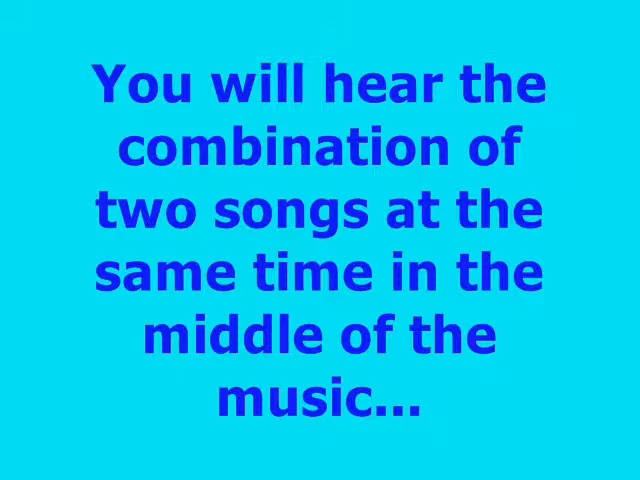 You will hear the
combination of
two songs at the
same time in the
middle of the
music...